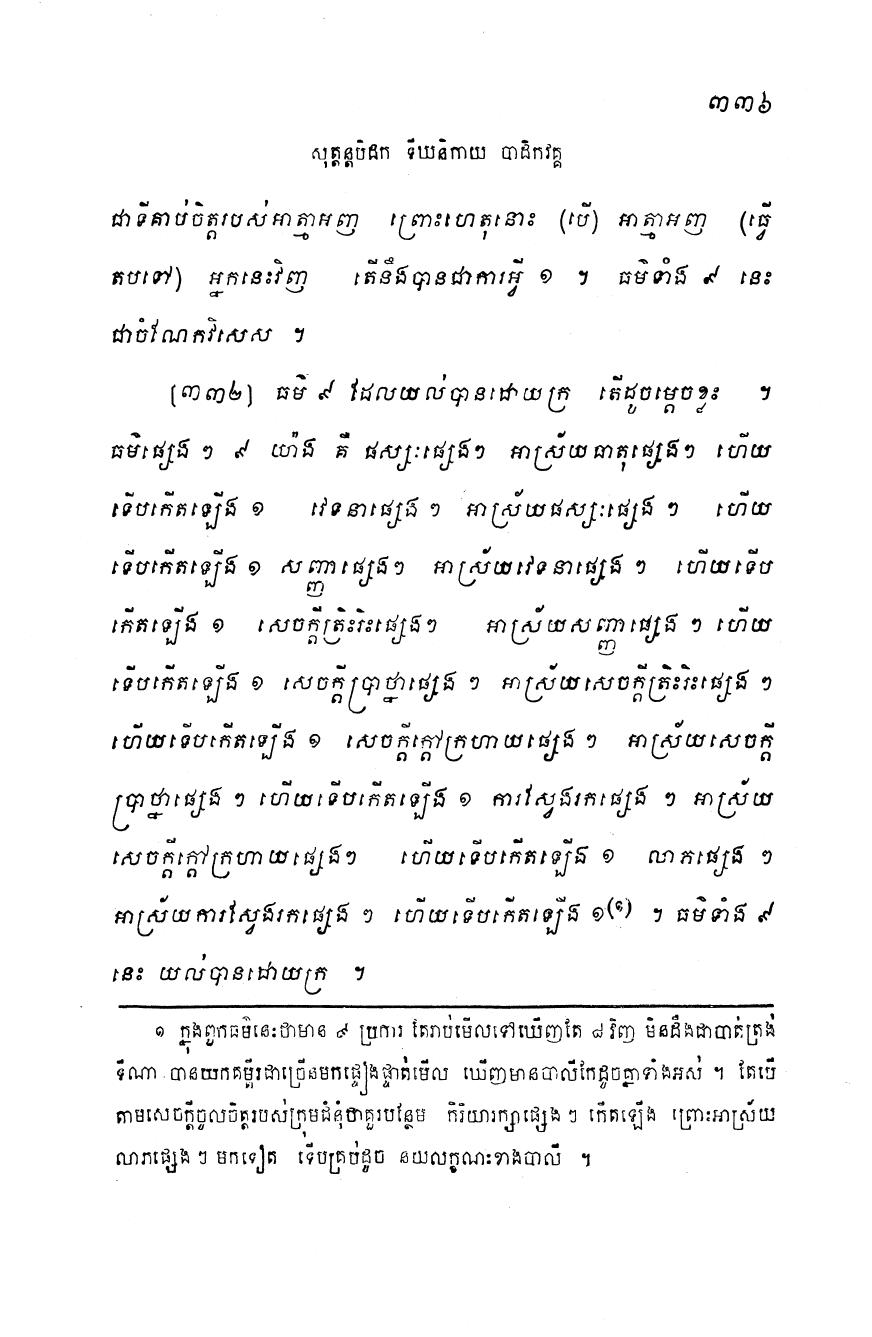 ៣៣៦
សុត្តន្តបិដក ទីឃនិកាយ បាដិកវគ្គ
ជាទីគាប់ចិត្តរបស់អាត្មាអញ ព្រោះហេតុនោះ (បើ) អាត្មាអញ (ធ្វើ
តបទៅ) អ្នកនេះវិញ តើនឹងបានជាការអ្វី ១ ។ ធម៌ទាំង ៩ នេះ
ជាចំណែកវិសេស ។
[៣៣២] ធម៌ ៩ ដែលយល់បានដោយក្រ តើដូចម្តេចខ្លះ ។
ធម៌ផ្សេង ៗ ៩ យ៉ាង គឺ ផស្សៈផ្សេងៗ អាស្រ័យធាតុផ្សេងៗ ហើយ
ទើបកើតឡើង ១ វេទនាផ្សេង ៗ អាស្រ័យផស្សៈផ្សេង ៗ ហើយ
ទើបកើតឡើង ១ សញ្ញាផ្សេងៗ អាស្រ័យវេទនាផ្សេង ៗ ហើយទើប
កើតឡើង ១ សេចក្តីត្រិះរិះផ្សេងៗ អាស្រ័យសញ្ញាផ្សេង ៗ ហើយ
ទើបកើតឡើង ១ សេចក្តីប្រាថ្នាផ្សេង ៗ អាស្រ័យសេចក្តីត្រិះរិះផ្សេង ៗ
ហើយទើបកើតឡើង ១ សេចក្តីក្តៅក្រហាយផ្សេង ៗ អាស្រ័យសេចក្តី
ប្រាថ្នាផ្សេង ៗ ហើយទើបកើតឡើង ១ ការស្វែងរកផ្សេង ៗ អាស្រ័យ
សេចក្តីក្តៅក្រហាយផ្សេងៗ ហើយទើបកើតឡើង ១ លាភផ្សេង ៗ
អាស្រ័យការស្វែងរកផ្សេង ៗ ហើយទើបកើតឡើង ១(១) ។ ធម៌ទាំង ៩
នេះ យល់បានដោយក្រ ។
១ ក្នុងពួកធម៌នេះថាមាន ៩ ប្រការ តែរាប់មើលទៅឃើញតែ ៨ វិញ មិនដឹងជាបាត់ត្រង់
ទីណា បានយកគម្ពីរជាច្រើនមកផ្ទៀងផ្ទាត់មើល ឃើញមានបាលីកែដូចគ្នាទាំងអស់ ។ តែបើ
តាមសេចក្តីចូលចិត្តរបស់ក្រុមជំនុំថាគួរបន្ថែម កិរិយារក្សាផ្សេង ៗ កើតឡើង ព្រោះអាស្រ័យ
លាភផ្សេង ៗ មកទៀត ទើបគ្រប់ដូច នយលក្ខណះខាងបាលី ។